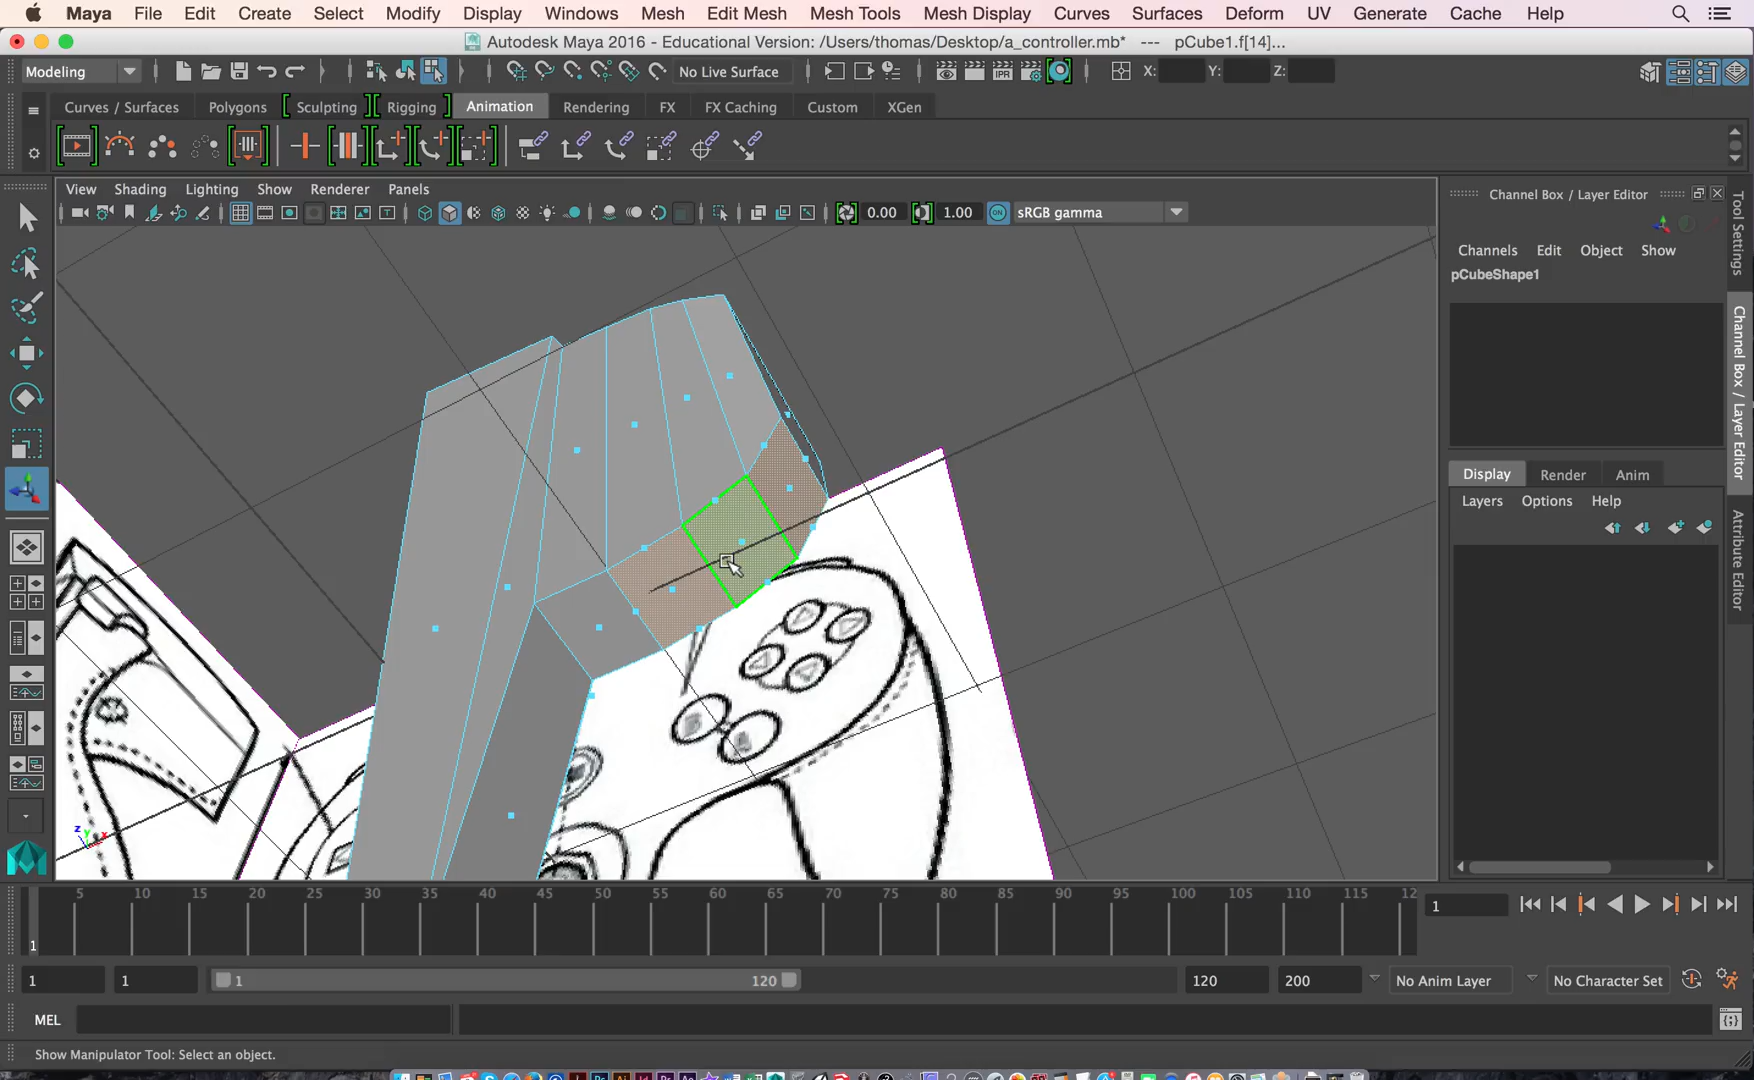 Maya File Edit Create Select Modify Display Windows Mesh Edit Mesh Mesh Tools Mesh Display Curves Surfaces Deform UV Generate Cache Help
Autodesk Maya 2016 - Educational Version: /Users/thomas/Desktop/a_controller.mb* --- pCube1.f[14]...
Modeling No Live Surface X: Y: Z:
Curves / Surfaces Polygons Sculpting Rigging Animation Rendering FX FX Caching Custom XGen
View Shading Lighting Show Renderer Panels
0.00 1.00 ON sRGB gamma
Channel Box / Layer Editor
Channels Edit Object Show
pCubeShape1
Display Render Anim
Layers Options Help
Tool Settings
Channel Box / Layer Editor
Attribute Editor
z y x
5 10 15 20 25 30 35 40 45 50 55 60 65 70 75 80 85 90 95 100 105 110 115 12
1
1
1 1 1 120 120 200 No Anim Layer No Character Set
MEL
Show Manipulator Tool: Select an object.